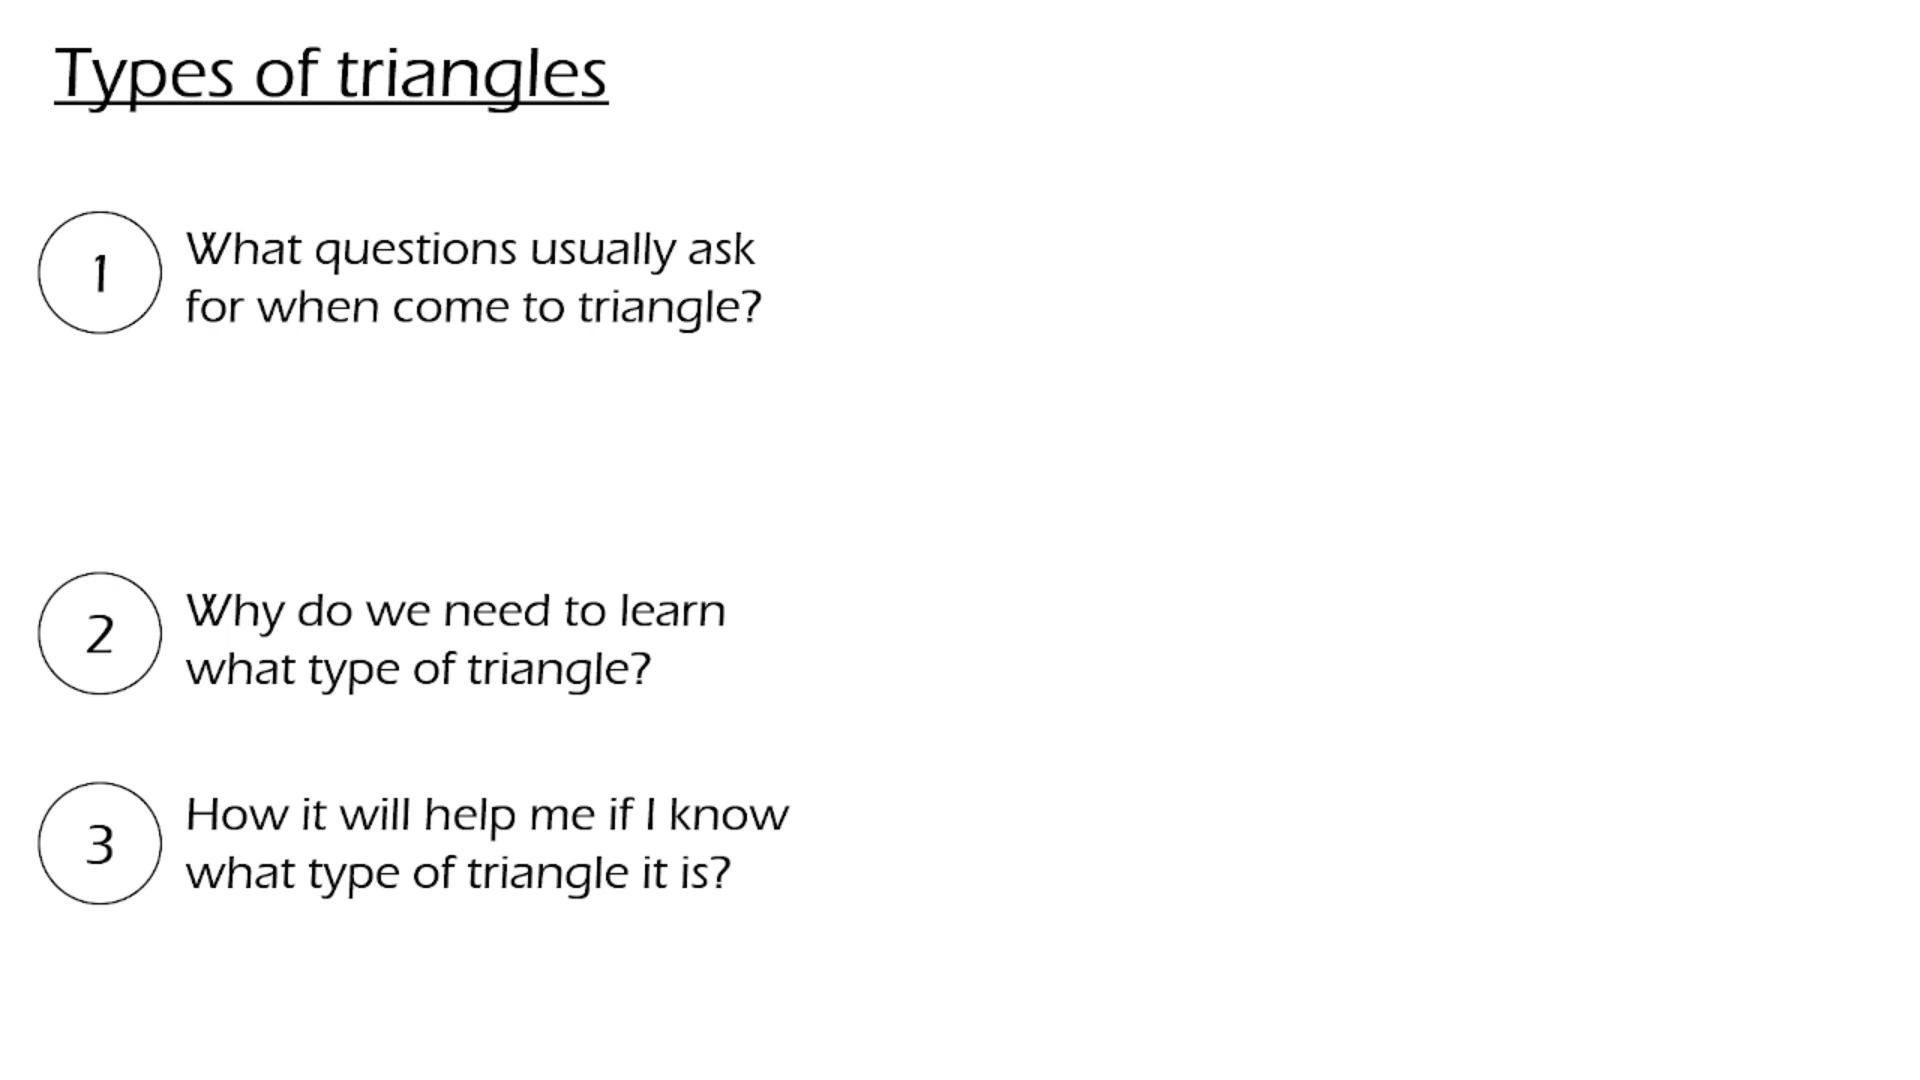 Types of triangles
1
What questions usually ask
for when come to triangle?
2
Why do we need to learn
what type of triangle?
3
How it will help me if I know
what type of triangle it is?